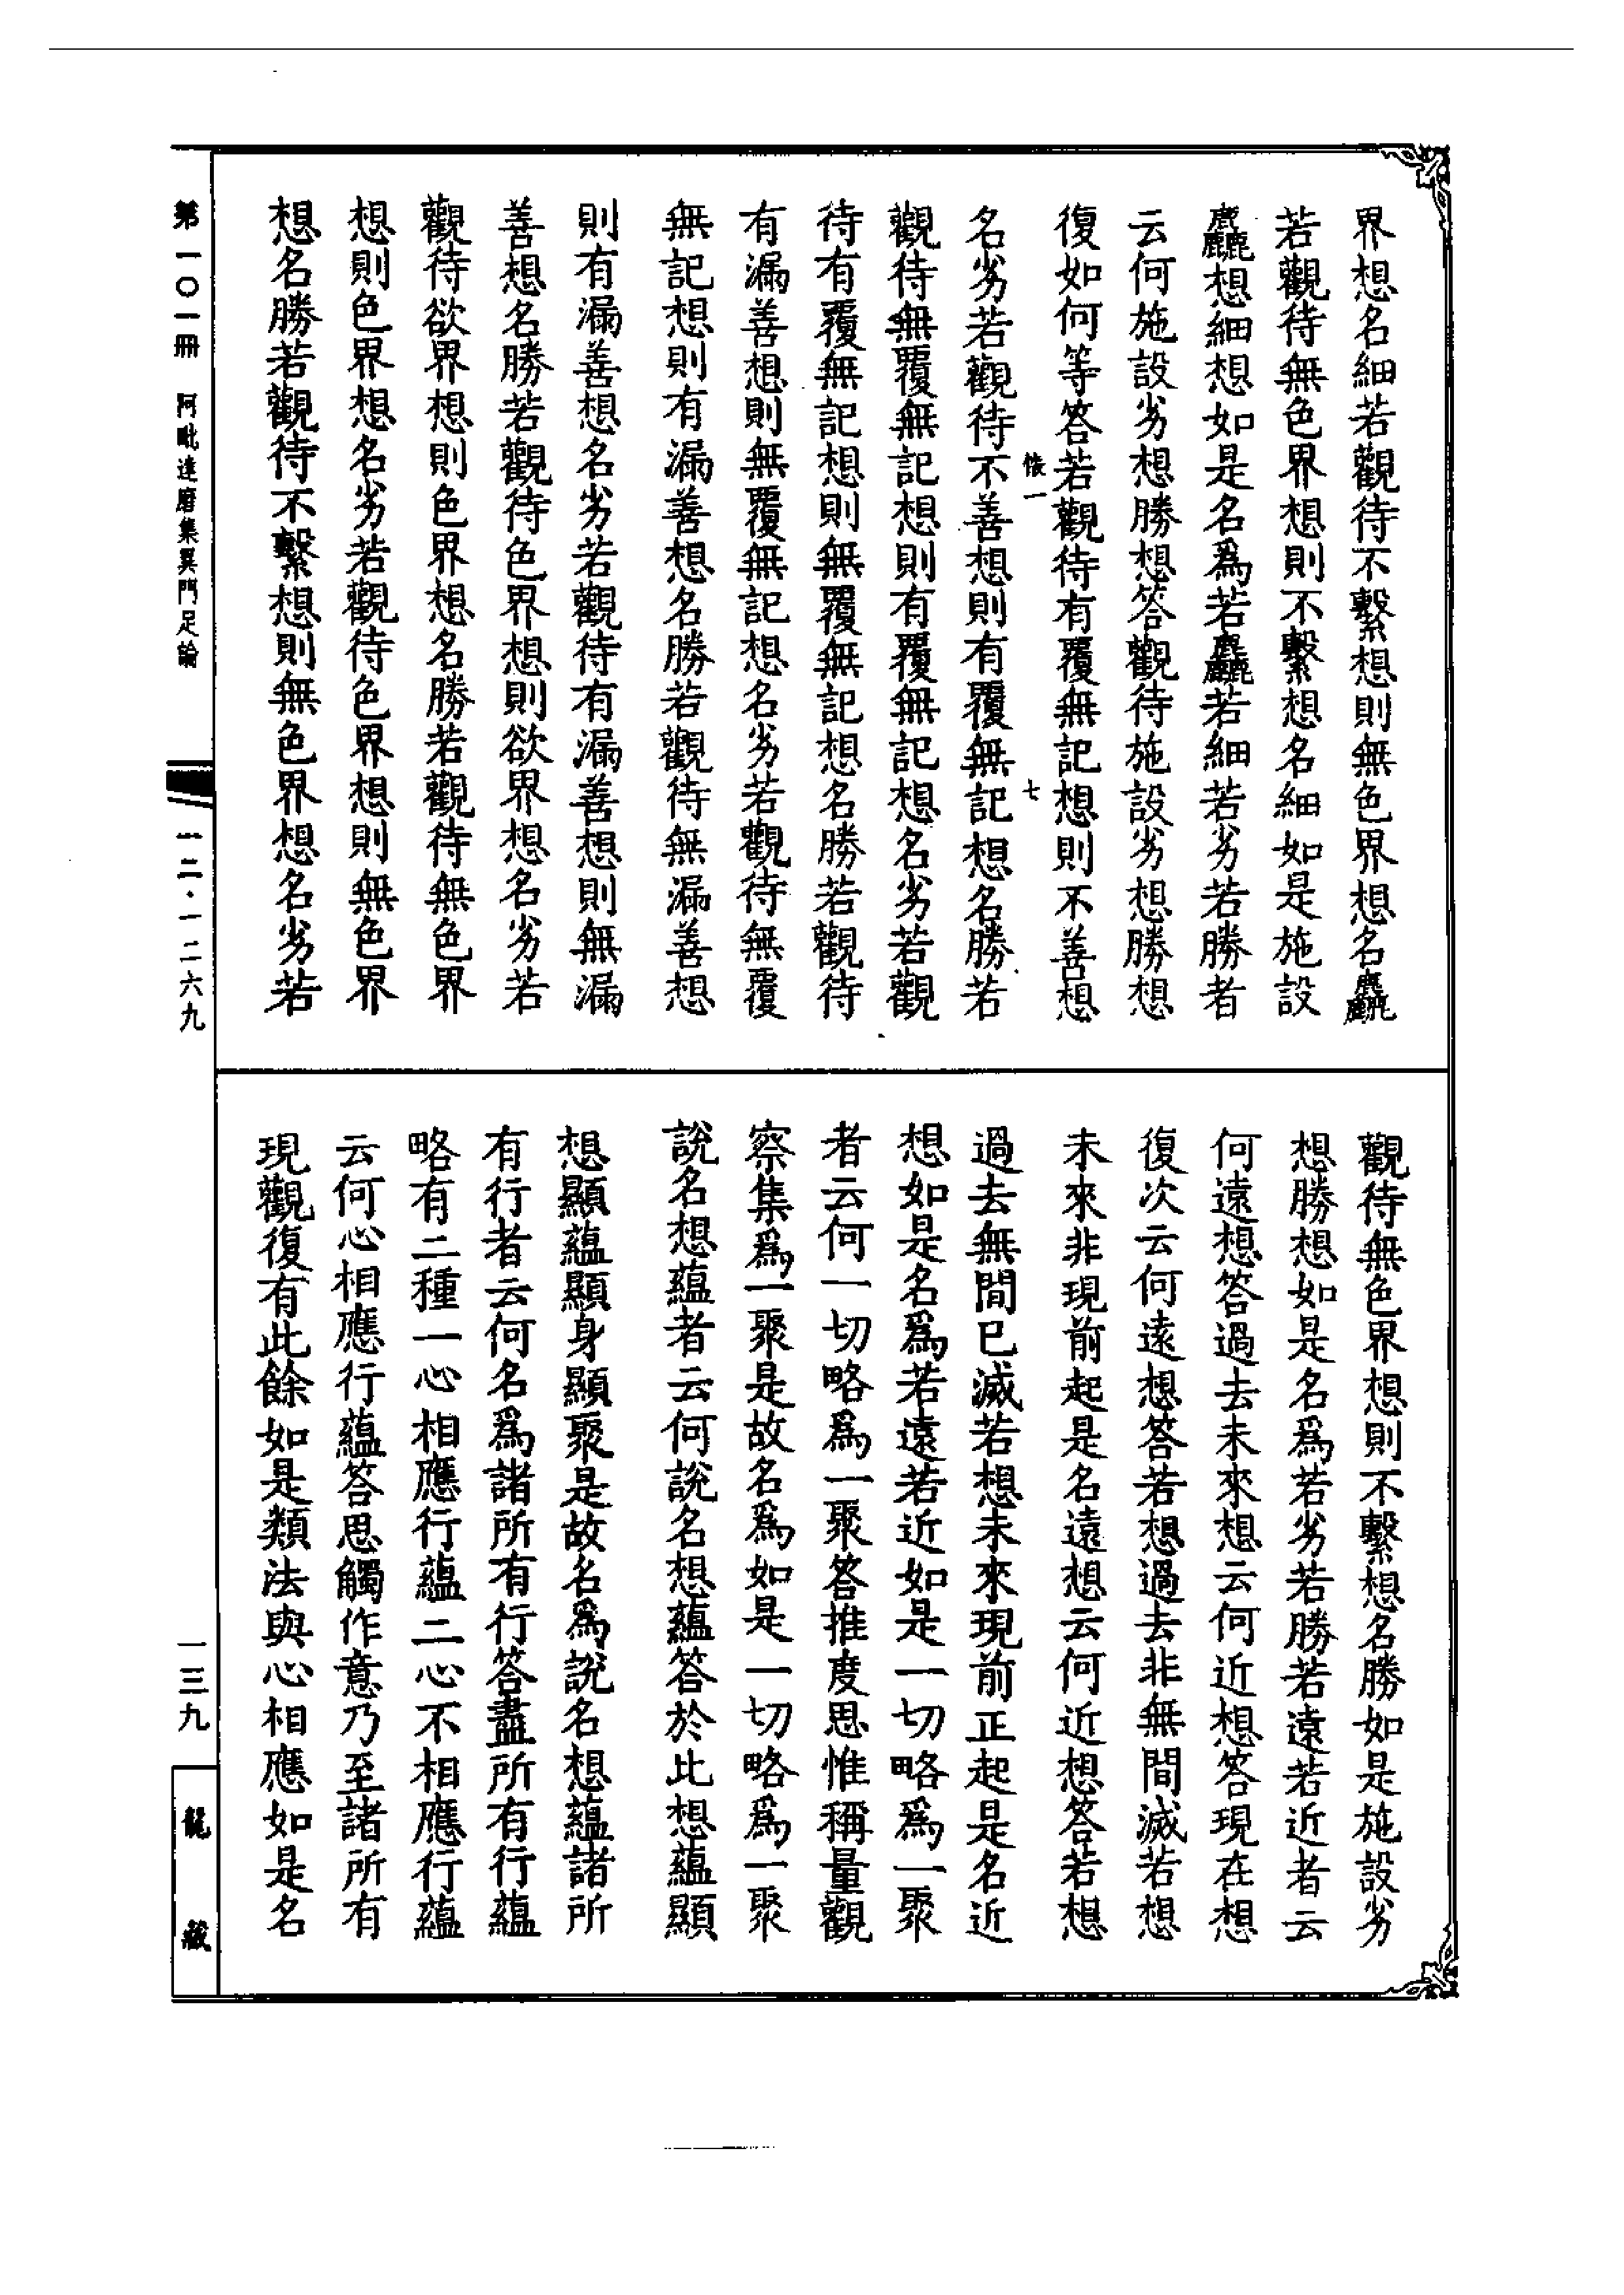 界想名細若觀待不繫想則無色界想名麤
若觀待無色界想則不繫想名細如是施設
麤想細想如是名爲若麤若細若劣若勝者
云何施設劣想勝想答觀待施設劣想勝想
復如何等答若觀待有覆無記想則不善想
帙一
七
名劣若觀待不善想則有覆無記想名勝若
觀待無覆無記想則有覆無記想名劣若觀
待有覆無記想則無覆無記想名勝若觀待
有漏善想則無覆無記想名劣若觀待無覆
無記想則有漏善想名勝若觀待無漏善想
則有漏善想名劣若觀待有漏善想則無漏
善想名勝若觀待色界想則欲界想名劣若
觀待欲界想則色界想名勝若觀待無色界
想則色界想名劣若觀待色界想則無色界
想名勝若觀待不繫想則無色界想名劣若
觀待無色界想則不繫想名勝如是施設劣
想勝想如是名爲若劣若勝若遠若近者云
何遠想答過去未來想云何近想答現在想
復次云何遠想答若想過去非無間滅若想
未來非現前起是名遠想云何近想答若想
過去無間已滅若想未來現前正起是名近
想如是名爲若遠若近如是一切略爲一聚
者云何一切略爲一聚答推度思惟稱量觀
察集爲一聚是故名爲如是一切略爲一聚
說名想蘊者云何說名想蘊答於比想蘊顯
想顯蘊顯身顯聚是故名爲說名想蘊諸所
有行者云何名爲諸所有行答盡所有行蘊
略有二種一心相應行蘊二心不相應行蘊
云何心相應行蘊答思觸作意乃至諸所有
現觀復有此餘如是類法與心相應如是名
第一〇一冊 阿毗達磨集異門足論
一二·一二六九
一三九
龍藏